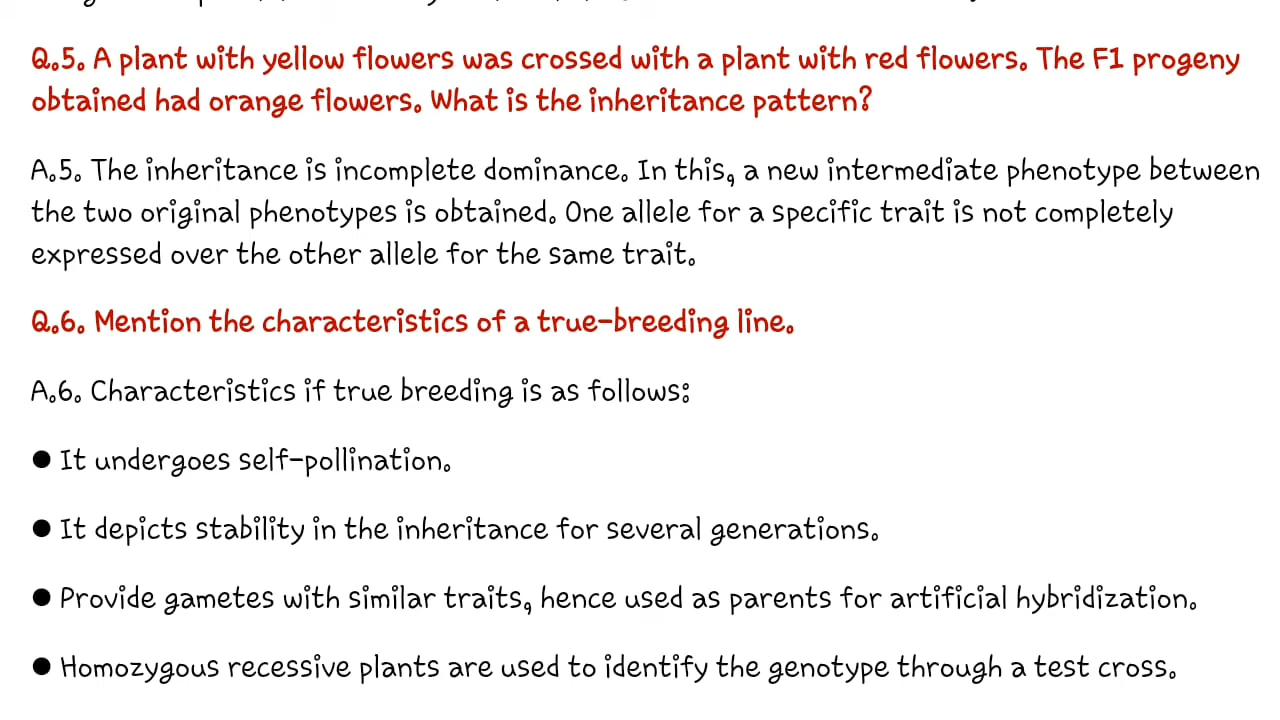 Q.5. A plant with yellow flowers was crossed with a plant with red flowers. The F1 progeny
obtained had orange flowers. What is the inheritance pattern?
A.5. The inheritance is incomplete dominance. In this, a new intermediate phenotype between
the two original phenotypes is obtained. One allele for a specific trait is not completely
expressed over the other allele for the same trait.
Q.6. Mention the characteristics of a true-breeding line.
A.6. Characteristics if true breeding is as follows:
● It undergoes self-pollination.
● It depicts stability in the inheritance for several generations.
● Provide gametes with similar traits, hence used as parents for artificial hybridization.
● Homozygous recessive plants are used to identify the genotype through a test cross.